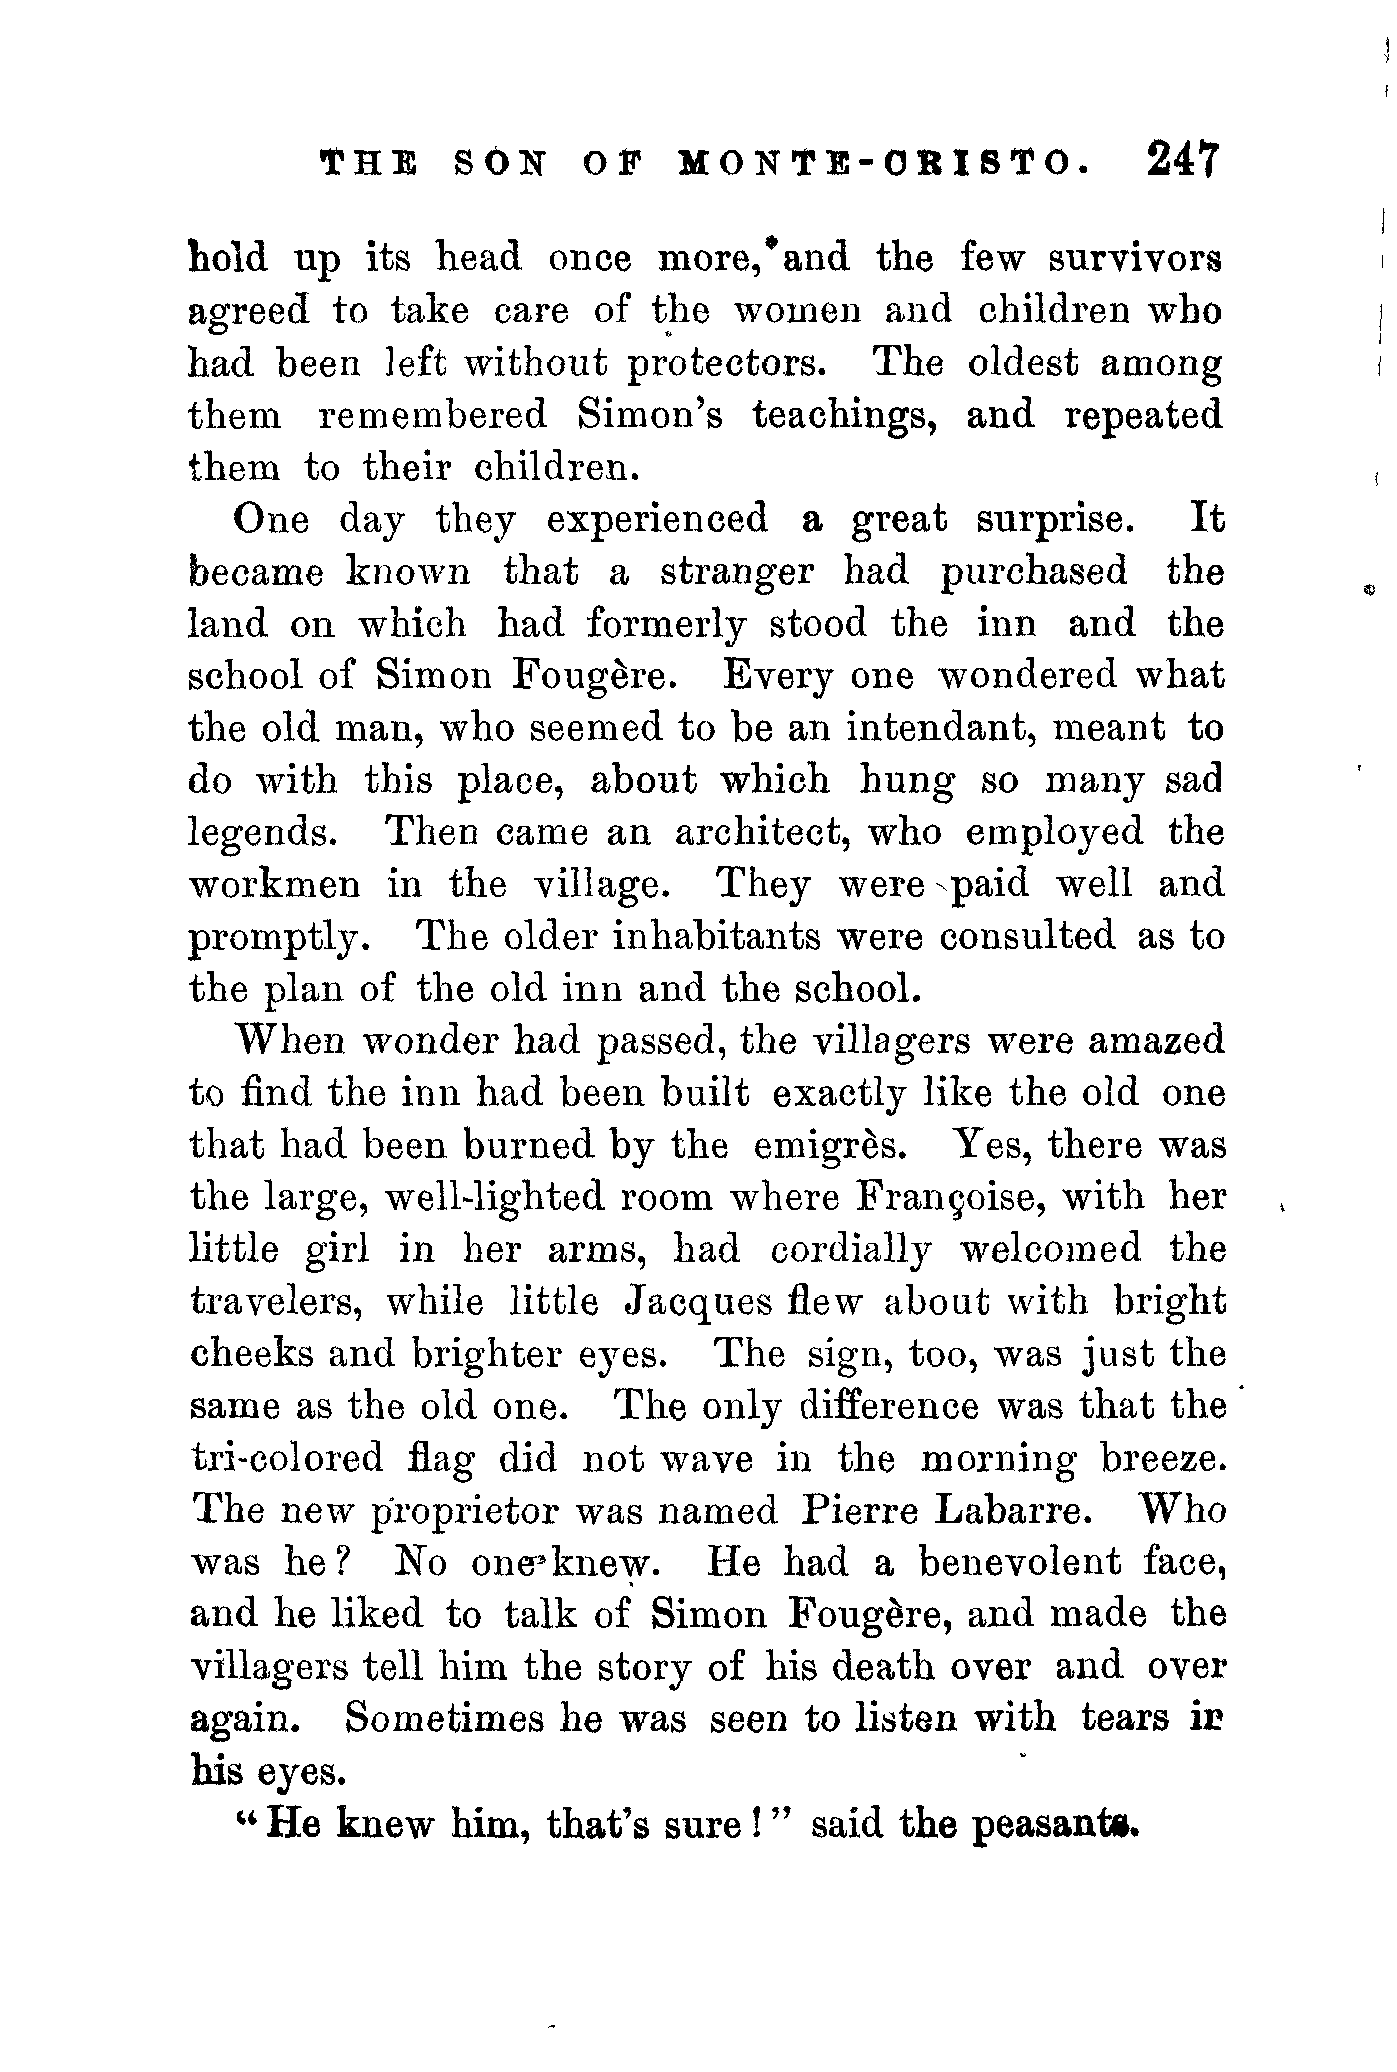 THE SON OF MONTE-CRISTO. 247
hold up its head once more, and the few survivors
agreed to take care of the women and children who
had been left without protectors. The oldest among
them remembered Simon's teachings, and repeated
them to their children.
One day they experienced a great surprise. It
became known that a stranger had purchased the
land on which had formerly stood the inn and the
school of Simon Fougère. Every one wondered what
the old man, who seemed to be an intendant, meant to
do with this place, about which hung so many sad
legends. Then came an architect, who employed the
workmen in the village. They were paid well and
promptly. The older inhabitants were consulted as to
the plan of the old inn and the school.
When wonder had passed, the villagers were amazed
to find the inn had been built exactly like the old one
that had been burned by the emigrès. Yes, there was
the large, well-lighted room where Françoise, with her
little girl in her arms, had cordially welcomed the
travelers, while little Jacques flew about with bright
cheeks and brighter eyes. The sign, too, was just the
same as the old one. The only difference was that the
tri-colored flag did not wave in the morning breeze.
The new proprietor was named Pierre Labarre. Who
was he? No one knew. He had a benevolent face,
and he liked to talk of Simon Fougère, and made the
villagers tell him the story of his death over and over
again. Sometimes he was seen to listen with tears in
his eyes.
"He knew him, that's sure!" said the peasants.